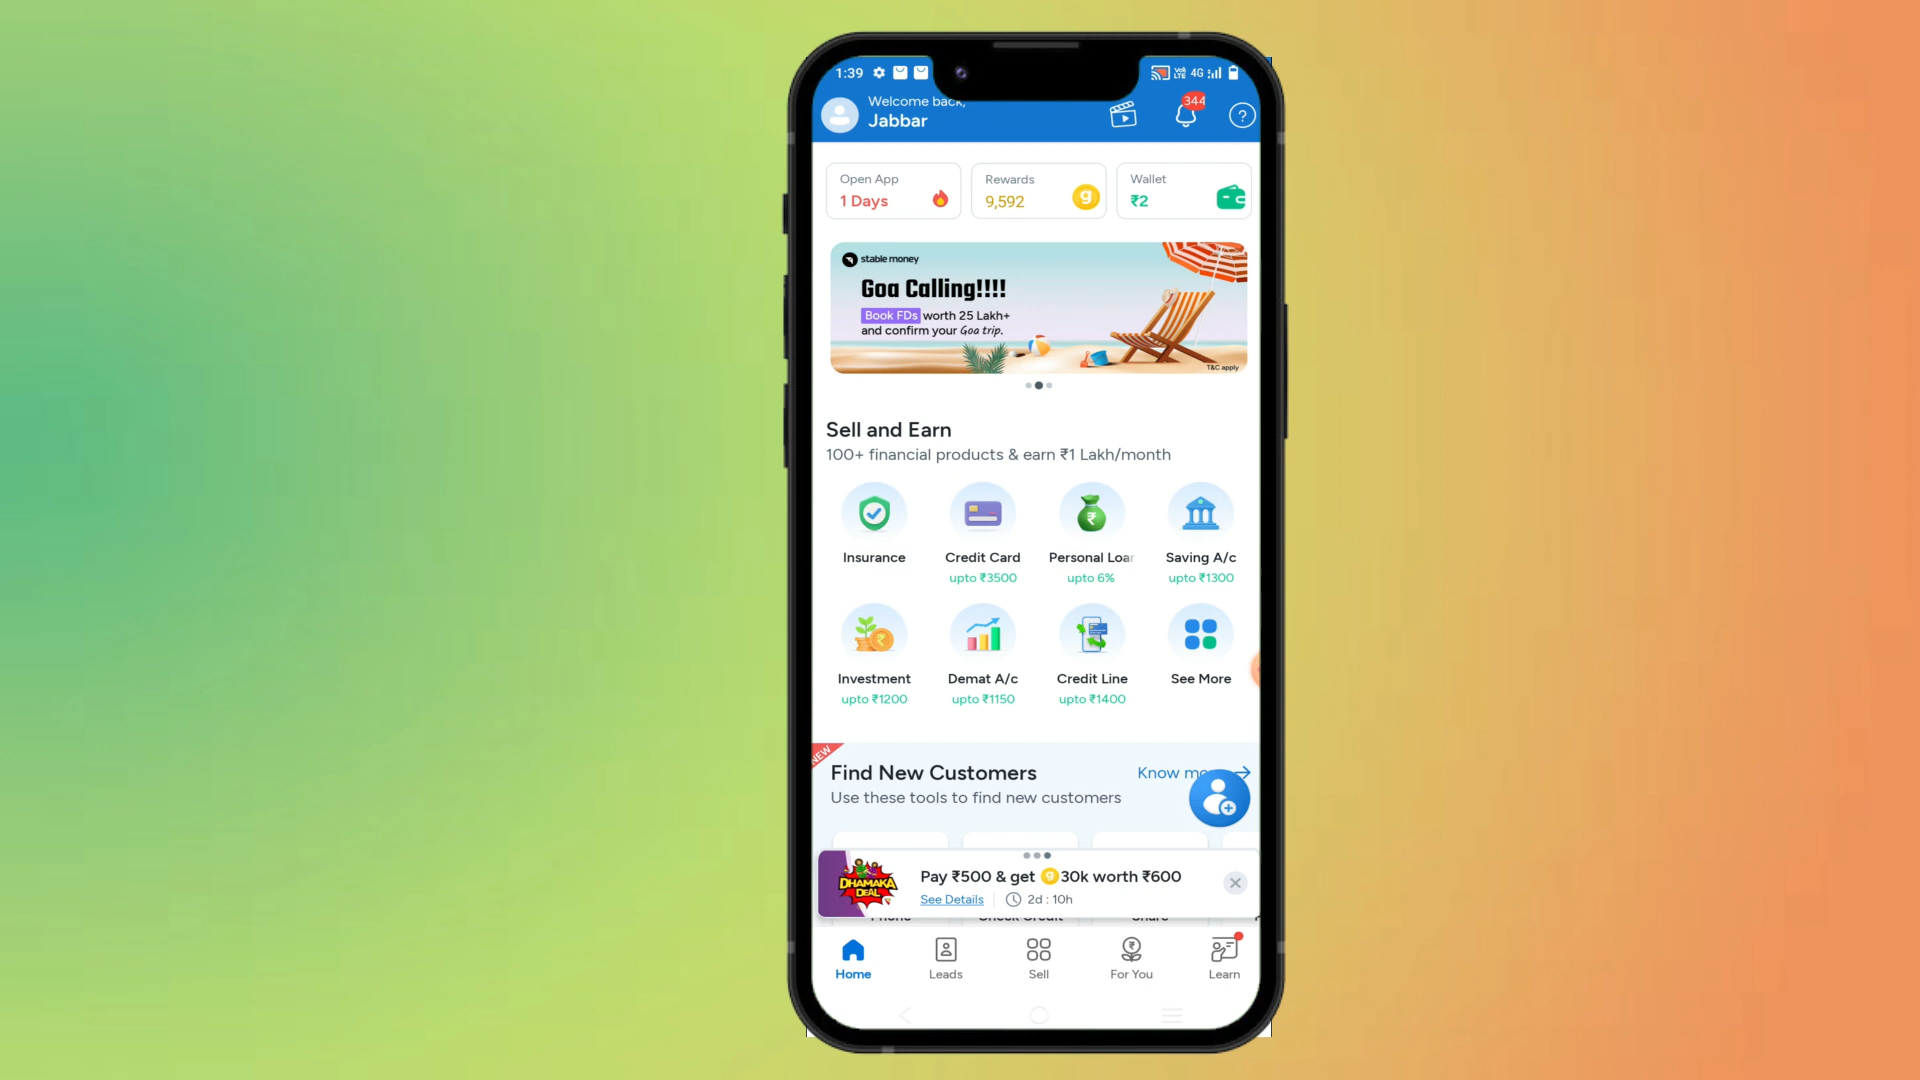 1:39
4G
Welcome back,
Jabbar
344
?
Open App
1 Days
Rewards
9,592
g
Wallet
₹2
stable money
Goa Calling!!!!
Book FDs worth 25 Lakh+
and confirm your Goa trip.
T&C apply
Sell and Earn
100+ financial products & earn ₹1 Lakh/month
Insurance
Credit Card
upto ₹3500
Personal Loan
upto 6%
Saving A/c
upto ₹1300
Investment
upto ₹1200
Demat A/c
upto ₹1150
Credit Line
upto ₹1400
See More
NEW
Find New Customers
Know mo
Use these tools to find new customers
DHAMAKA
DEAL
Pay ₹500 & get g 30k worth ₹600
See Details
2d : 10h
Phone
Check Credit
Share
Home
Leads
Sell
For You
Learn